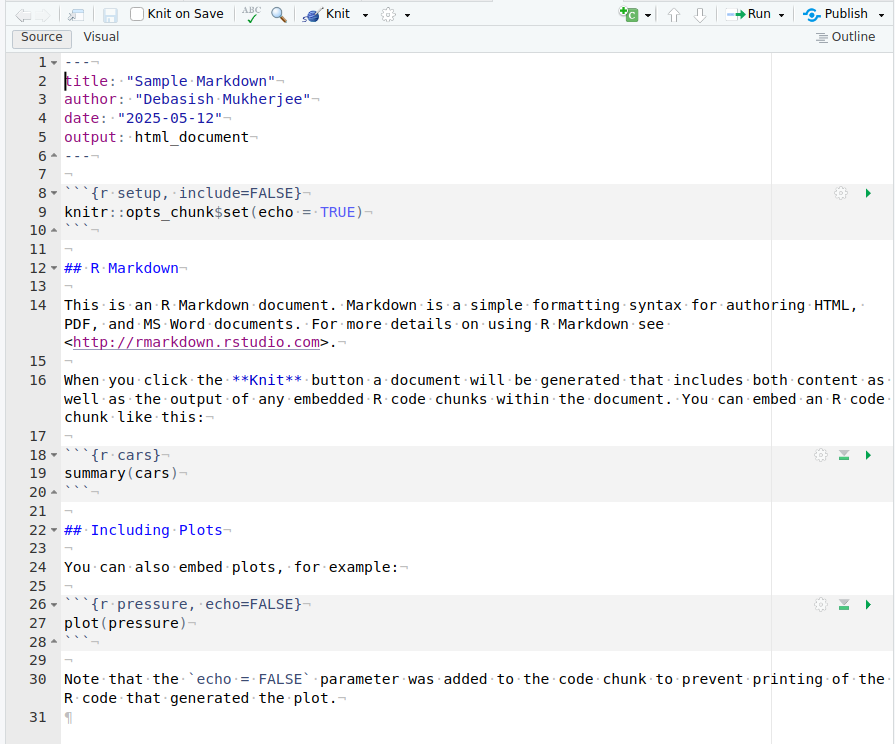 Knit on Save ABC Knit Run Publish
Source Visual Outline
1 ---
2 title: "Sample Markdown"
3 author: "Debasish Mukherjee"
4 date: "2025-05-12"
5 output: html_document
6 ---
7
8 ```{r setup, include=FALSE}
9 knitr::opts_chunk$set(echo = TRUE)
10 ```
11
12 ## R Markdown
13
14 This is an R Markdown document. Markdown is a simple formatting syntax for authoring HTML,
PDF, and MS Word documents. For more details on using R Markdown see
<http://rmarkdown.rstudio.com>.
15
16 When you click the **Knit** button a document will be generated that includes both content as
well as the output of any embedded R code chunks within the document. You can embed an R code
chunk like this:
17
18 ```{r cars}
19 summary(cars)
20 ```
21
22 ## Including Plots
23
24 You can also embed plots, for example:
25
26 ```{r pressure, echo=FALSE}
27 plot(pressure)
28 ```
29
30 Note that the `echo = FALSE` parameter was added to the code chunk to prevent printing of the
R code that generated the plot.
31